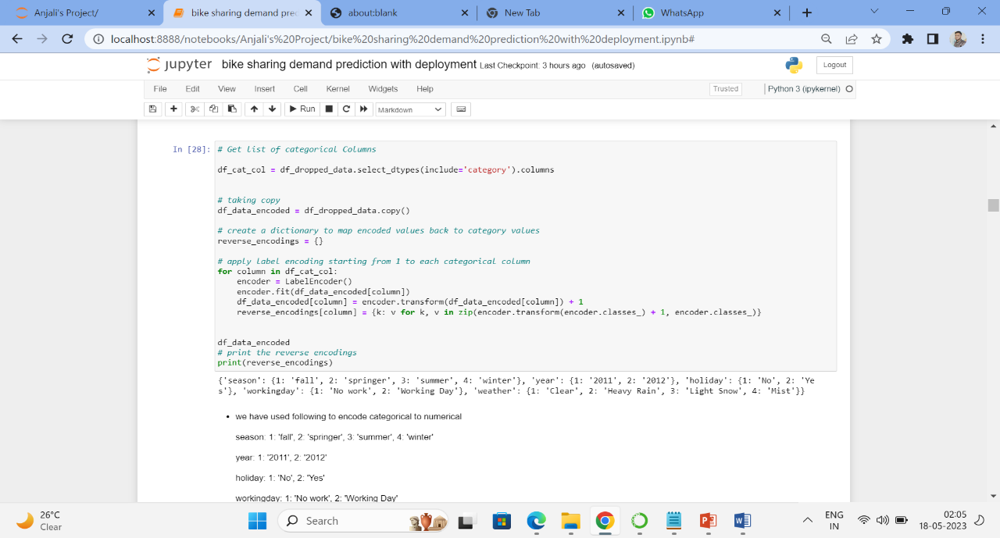 Anjali's Project/
bike sharing demand pre
about:blank
New Tab
WhatsApp
localhost:8888/notebooks/Anjali's%20Project/bike%20sharing%20demand%20prediction%20with%20deployment.ipynb#
jupyter bike sharing demand prediction with deployment Last Checkpoint: 3 hours ago (autosaved)
Logout
File Edit View Insert Cell Kernel Widgets Help
Trusted
Python 3 (ipykernel)
Run
Markdown
In [28]: # Get list of categorical Columns
df_cat_col = df_dropped_data.select_dtypes(include='category').columns
# taking copy
df_data_encoded = df_dropped_data.copy()
# create a dictionary to map encoded values back to category values
reverse_encodings = {}
# apply label encoding starting from 1 to each categorical column
for column in df_cat_col:
encoder = LabelEncoder()
encoder.fit(df_data_encoded[column])
df_data_encoded[column] = encoder.transform(df_data_encoded[column]) + 1
reverse_encodings[column] = {k: v for k, v in zip(encoder.transform(encoder.classes_) + 1, encoder.classes_)}
df_data_encoded
# print the reverse encodings
print(reverse_encodings)
{'season': {1: 'fall', 2: 'springer', 3: 'summer', 4: 'winter'}, 'year': {1: '2011', 2: '2012'}, 'holiday': {1: 'No', 2: 'Ye
s'}, 'workingday': {1: 'No work', 2: 'Working Day'}, 'weather': {1: 'Clear', 2: 'Heavy Rain', 3: 'Light Snow', 4: 'Mist'}}
• we have used following to encode categorical to numerical
season: 1: 'fall', 2: 'springer', 3: 'summer', 4: 'winter'
year: 1: '2011', 2: '2012'
holiday: 1: 'No', 2: 'Yes'
workingday: 1: 'No work', 2: 'Working Day'
26°C
Clear
Search
ENG
IN
02:05
18-05-2023